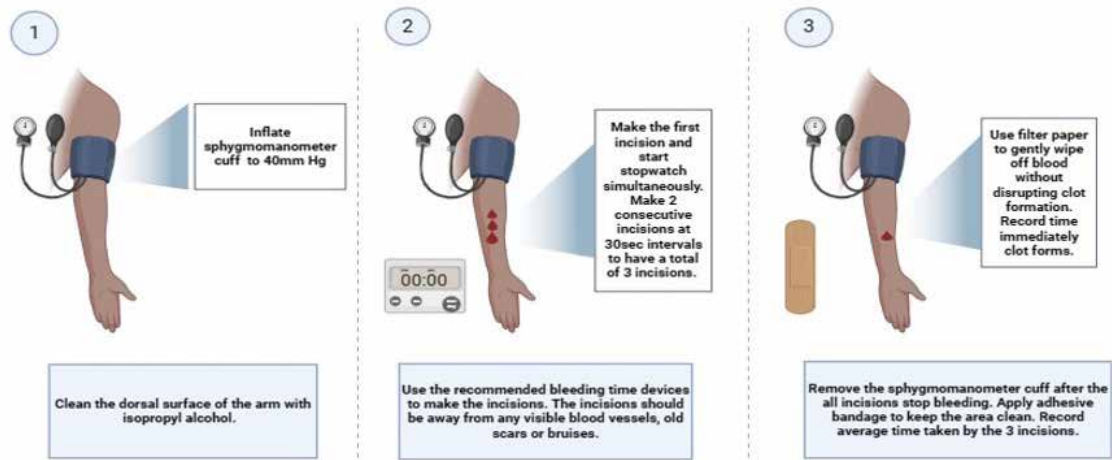 1
Inflate
sphygmomanometer
cuff to 40mm Hg
Clean the dorsal surface of the arm with
isopropyl alcohol.
2
Make the first
incision and
start
stopwatch
simultaneously.
Make 2
consecutive
incisions at
30sec intervals
to have a total
of 3 incisions.
00:00
Use the recommended bleeding time devices
to make the incisions. The incisions should
be away from any visible blood vessels, old
scars or bruises.
3
Use filter paper
to gently wipe
off blood
without
disrupting clot
formation.
Record time
immediately
clot forms.
Remove the sphygmomanometer cuff after the
all incisions stop bleeding. Apply adhesive
bandage to keep the area clean. Record
average time taken by the 3 incisions.